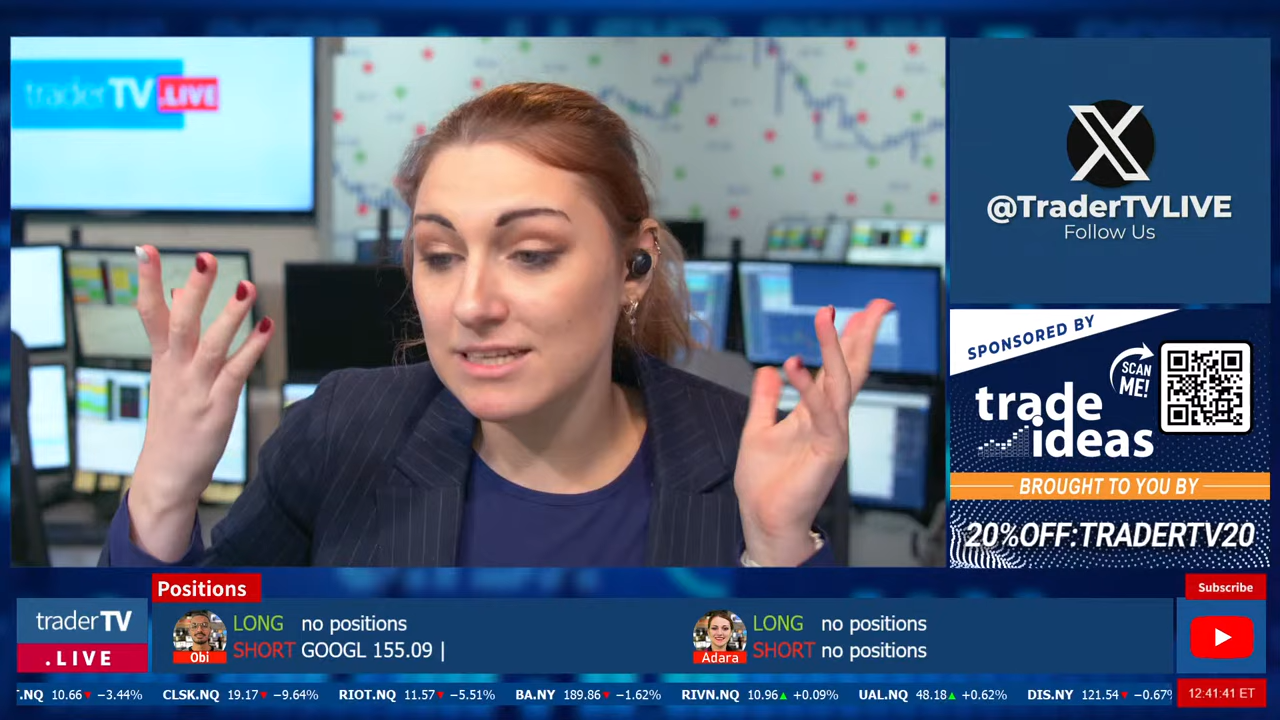 traderTV.LIVE
@TraderTVLIVE
Follow Us
SPONSORED BY
SCAN
ME!
trade
ideas
BROUGHT TO YOU BY
20%OFF:TRADERTV20
Positions
Subscribe
traderTV
.LIVE
Obi
LONG no positions
SHORT GOOGL 155.09 |
Adara
LONG no positions
SHORT no positions
.NQ 10.66▼ −3.44% CLSK.NQ 19.17▼ −9.64% RIOT.NQ 11.57▼ −5.51% BA.NY 189.86▼ −1.62% RIVN.NQ 10.96▲ +0.09% UAL.NQ 48.18▲ +0.62% DIS.NY 121.54▼ −0.67%
12:41:41 ET